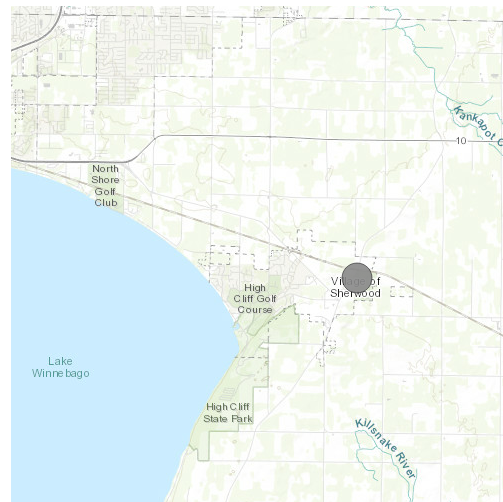 Kankapot C
10
North
Shore
Golf
Club
Village of
Sherwood
High
Cliff Golf
Course
Lake
Winnebago
High Cliff
State Park
Killsnake River